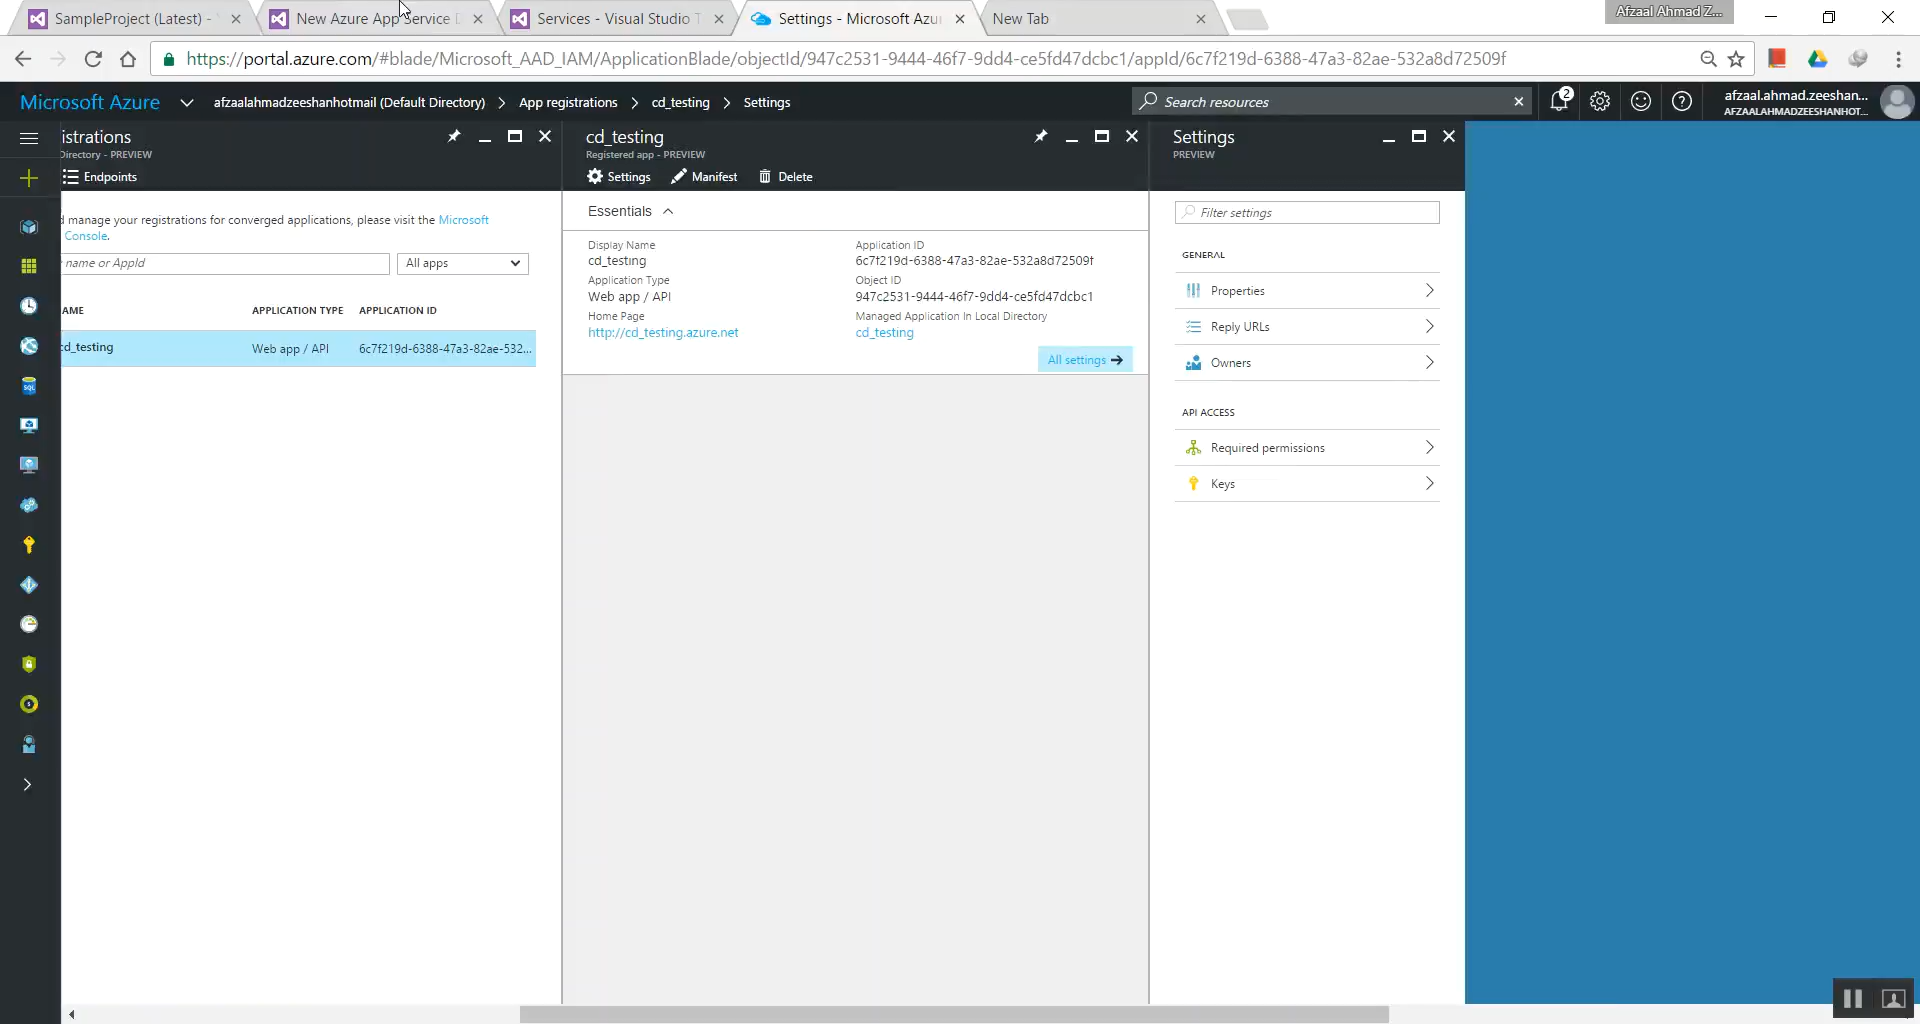 SampleProject (Latest) -
New Azure App Service
Services - Visual Studio T
Settings - Microsoft Azu
New Tab
Afzaal Ahmad Z...
https://portal.azure.com/#blade/Microsoft_AAD_IAM/ApplicationBlade/objectId/947c2531-9444-46f7-9dd4-ce5fd47dcbc1/appId/6c7f219d-6388-47a3-82ae-532a8d72509f
Microsoft Azure
afzaalahmadzeeshanhotmail (Default Directory) > App registrations > cd_testing > Settings
Search resources
2
afzaal.ahmad.zeeshan...
AFZAALAHMADZEESHANHOT...
istrations
Directory - PREVIEW
Endpoints
d manage your registrations for converged applications, please visit the Microsoft
Console.
name or AppId
All apps
AME
APPLICATION TYPE
APPLICATION ID
cd_testing
Web app / API
6c7f219d-6388-47a3-82ae-532...
cd_testing
Registered app - PREVIEW
Settings
Manifest
Delete
Essentials
Display Name
cd_testing
Application Type
Web app / API
Home Page
http://cd_testing.azure.net
Application ID
6c7f219d-6388-47a3-82ae-532a8d72509f
Object ID
947c2531-9444-46f7-9dd4-ce5fd47dcbc1
Managed Application In Local Directory
cd_testing
All settings
Settings
PREVIEW
Filter settings
GENERAL
Properties
Reply URLs
Owners
API ACCESS
Required permissions
Keys